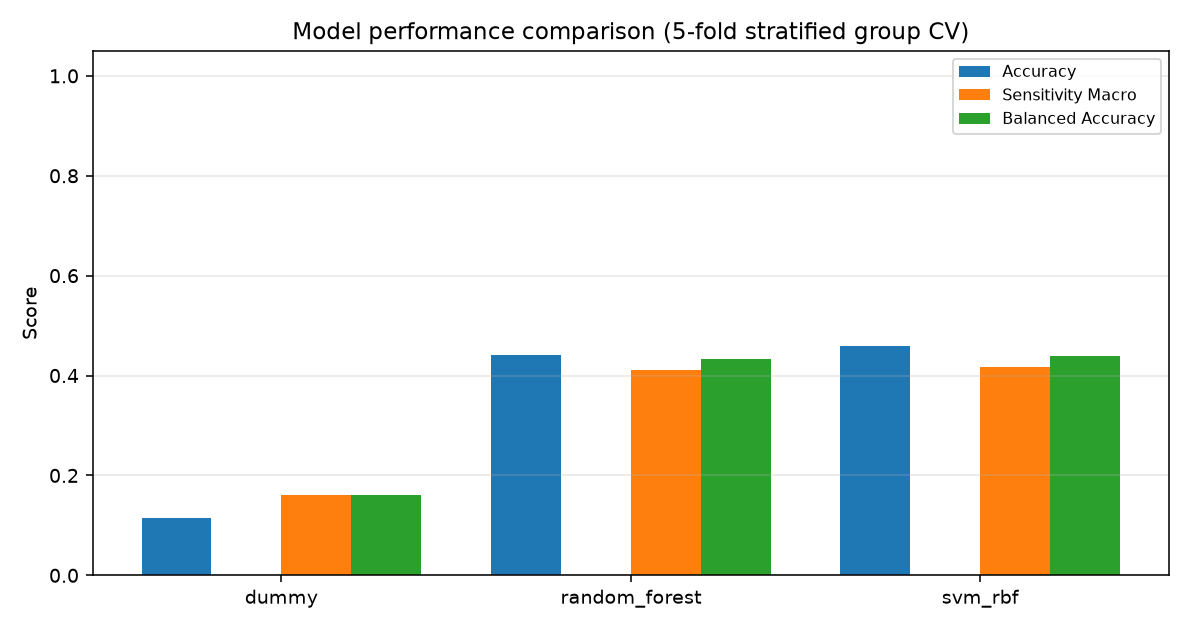 Model performance comparison (5-fold stratified group CV)
1.0
0.8
0.6
0.4
0.2
0.0
Score
Accuracy
Sensitivity Macro
Balanced Accuracy
dummy
random_forest
svm_rbf